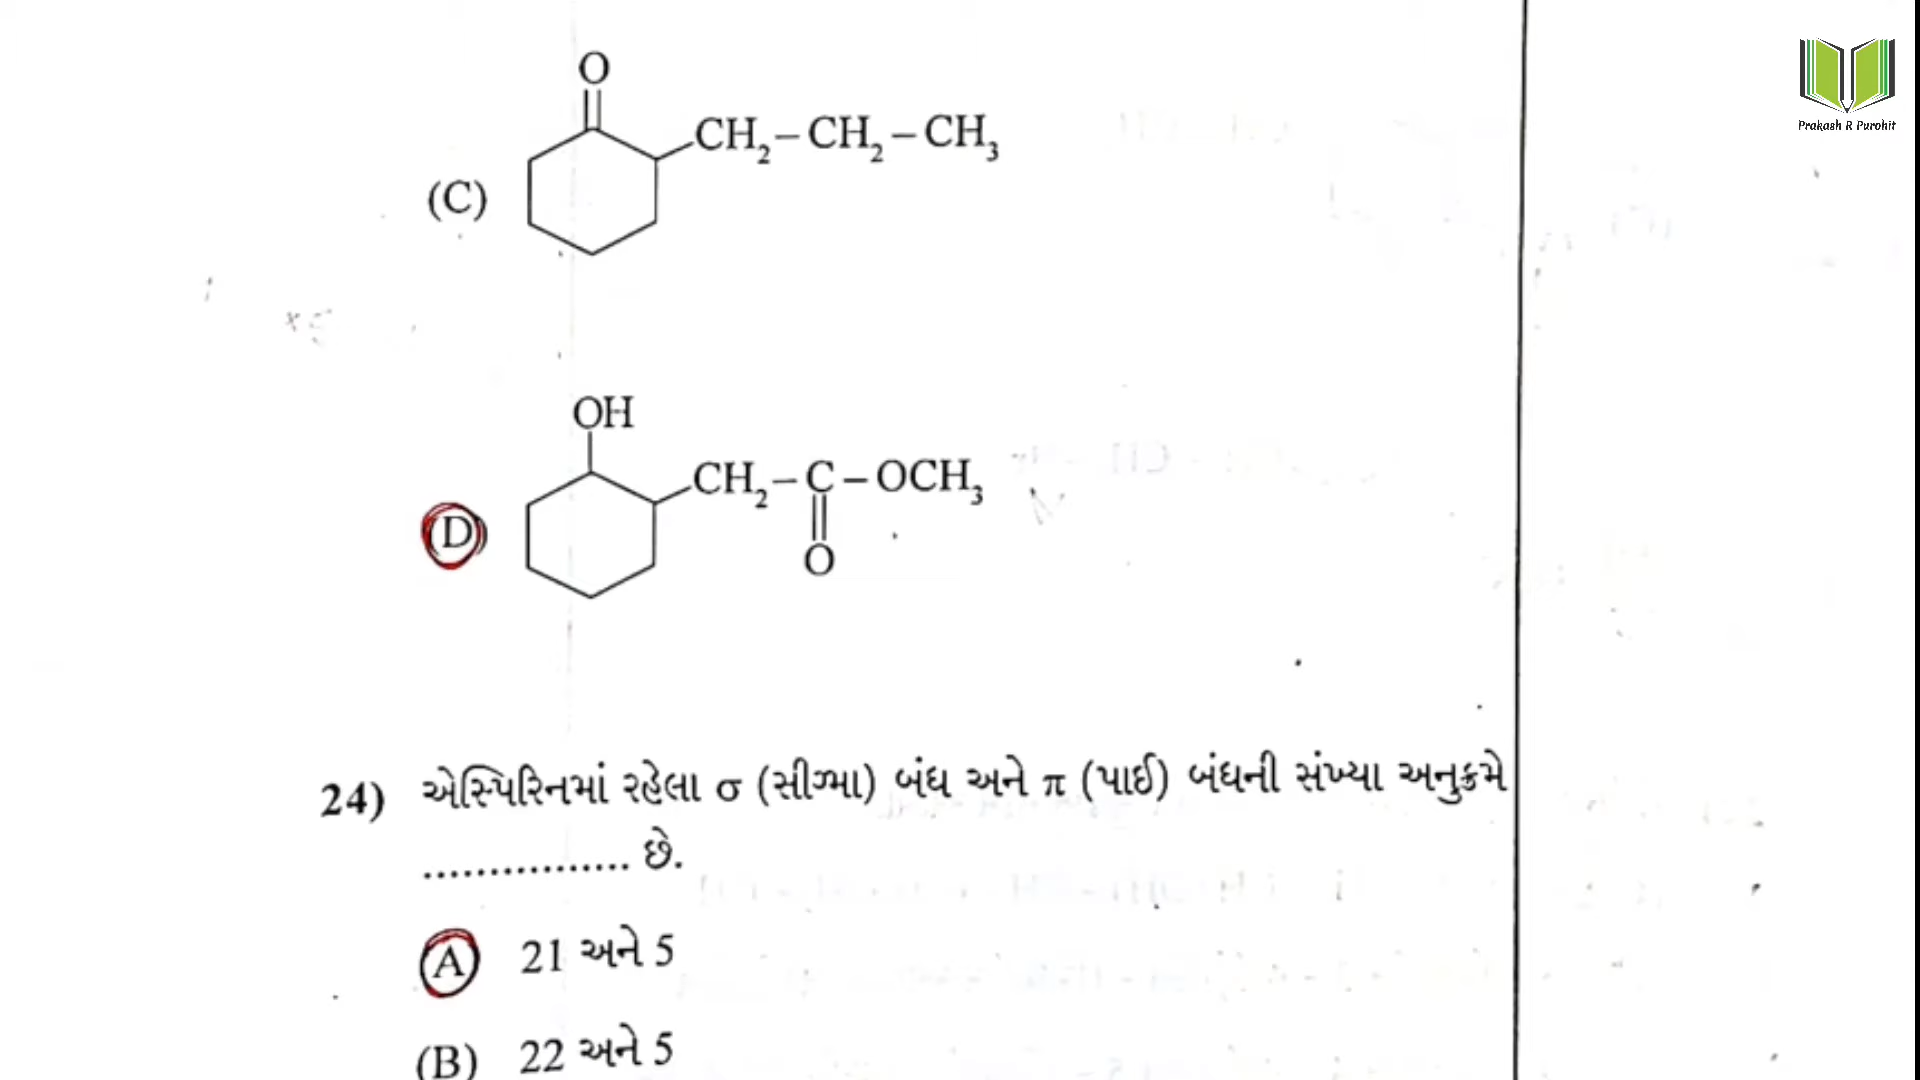 Prakash R Purohit
O
CH₂ – CH₂ – CH₃
(C)
OH
CH₂ – C – OCH₃
(D)
O
24) એસ્પિરિનમાં રહેલા σ (સીગ્મા) બંધ અને π (પાઈ) બંધની સંખ્યા અનુક્રમે
................ છે.
(A) 21 અને 5
(B) 22 અને 5